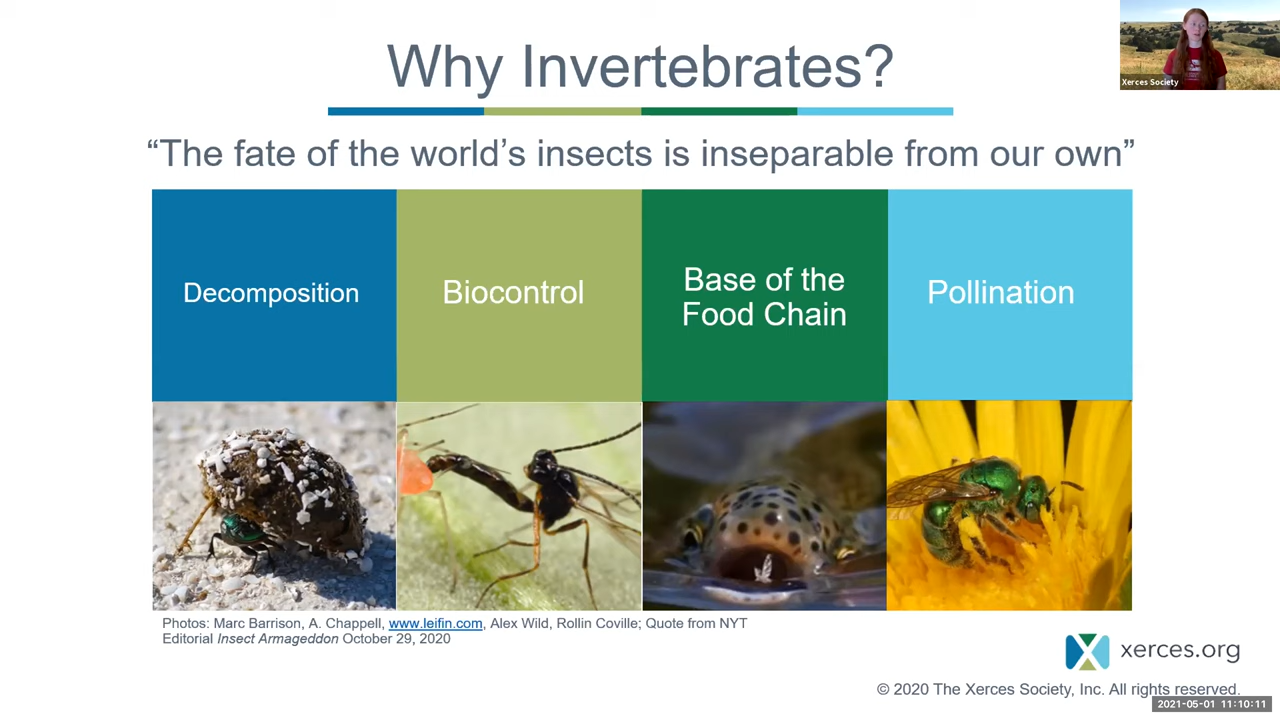 Why Invertebrates?
Xerces Society
“The fate of the world’s insects is inseparable from our own”
Decomposition
Biocontrol
Base of the
Food Chain
Pollination
Photos: Marc Barrison, A. Chappell, www.leifin.com, Alex Wild, Rollin Coville; Quote from NYT
Editorial Insect Armageddon October 29, 2020
xerces.org
© 2020 The Xerces Society, Inc. All rights reserved.
2021-05-01 11:10:11